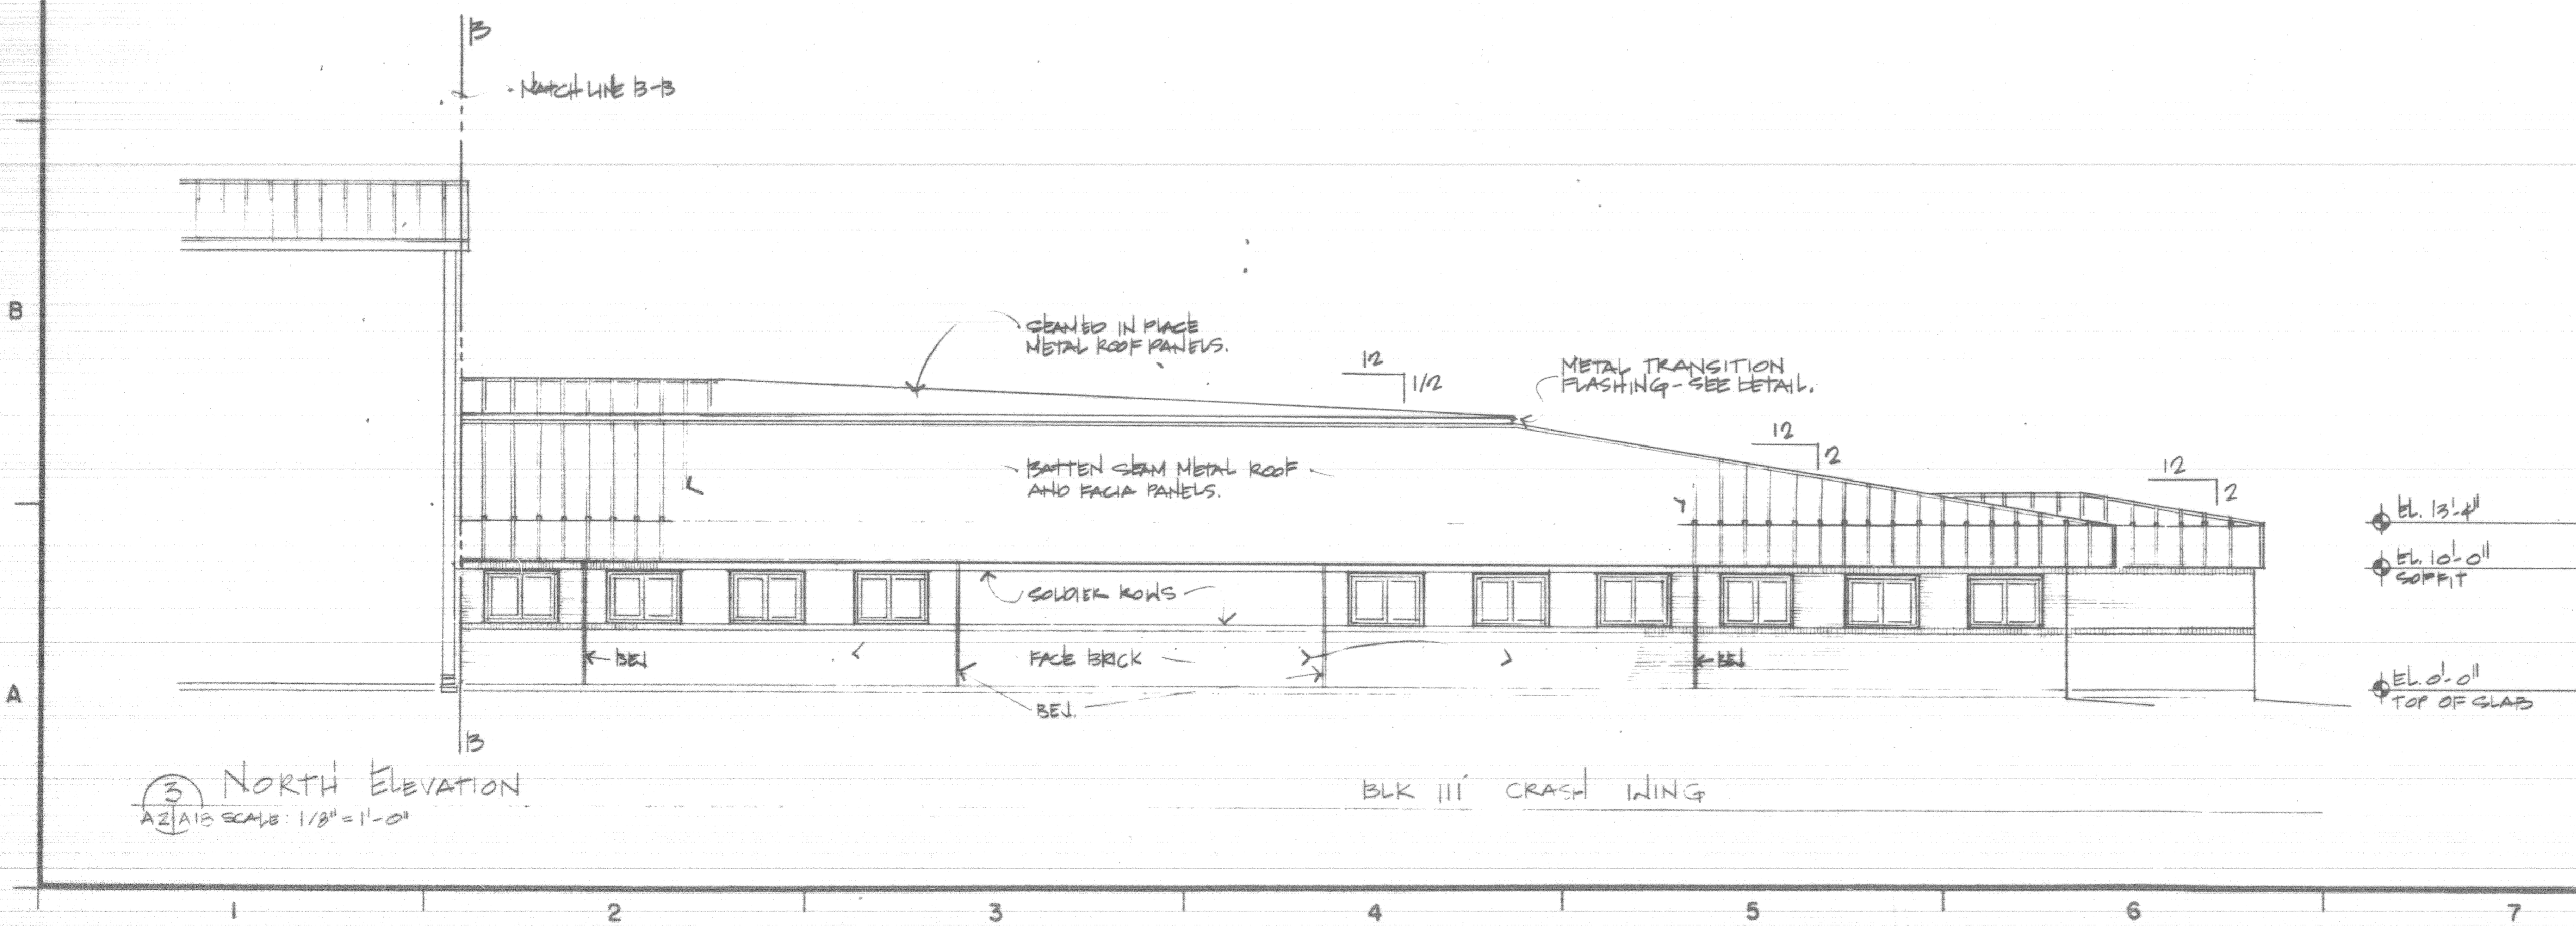 B
MATCH LINE B-B
B
SEAMED IN PLACE
METAL ROOF PANELS.
12
1/2
METAL TRANSITION
FLASHING - SEE DETAIL.
12
2
12
2
BATTEN SEAM METAL ROOF
AND FACIA PANELS.
EL. 13'-4"
EL. 10'-0"
SOFFIT
SOLDIER ROWS
BEJ
FACE BRICK
BEJ
A
EL. 0'-0"
TOP OF SLAB
BEJ.
B
3
NORTH ELEVATION
A2 A18 SCALE: 1/8" = 1'-0"
BLK III CRASH WING
1 2 3 4 5 6 7